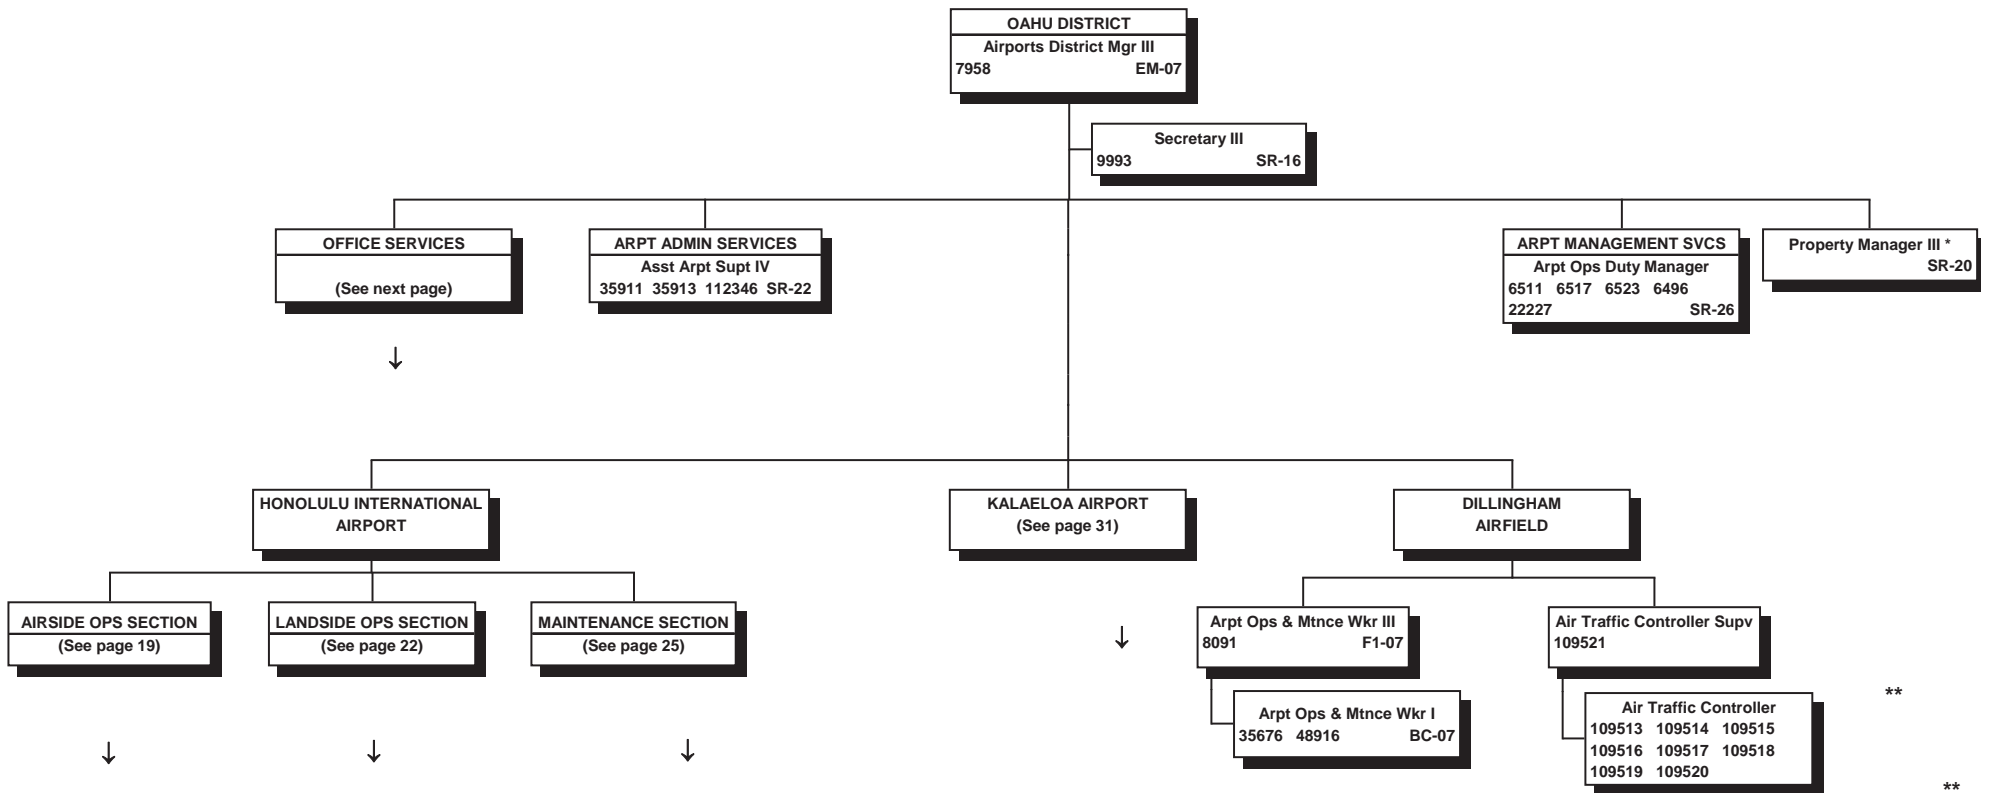 OAHU DISTRICT
Airports District Mgr III
7958 EM-07
Secretary III
9993 SR-16
OFFICE SERVICES
(See next page)
↓
ARPT ADMIN SERVICES
Asst Arpt Supt IV
35911 35913 112346 SR-22
ARPT MANAGEMENT SVCS
Arpt Ops Duty Manager
6511 6517 6523 6496
22227 SR-26
Property Manager III *
SR-20
HONOLULU INTERNATIONAL
AIRPORT
KALAELOA AIRPORT
(See page 31)
↓
DILLINGHAM
AIRFIELD
AIRSIDE OPS SECTION
(See page 19)
↓
LANDSIDE OPS SECTION
(See page 22)
↓
MAINTENANCE SECTION
(See page 25)
↓
Arpt Ops & Mtnce Wkr III
8091 F1-07
Arpt Ops & Mtnce Wkr I
35676 48916 BC-07
Air Traffic Controller Supv
109521
**
Air Traffic Controller
109513 109514 109515
109516 109517 109518
109519 109520
**